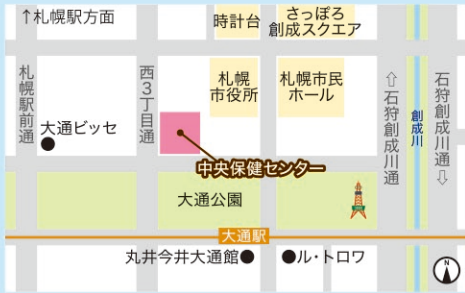 ↑札幌駅方面
時計台
さっぽろ
創成スクエア
札幌駅前通
西3丁目通
札幌
市役所
札幌市民
ホール
⇧石狩創成川通
創成川
石狩創成川通⇩
大通ビッセ
中央保健センター
大通公園
大通駅
丸井今井大通館
ル・トロワ
N